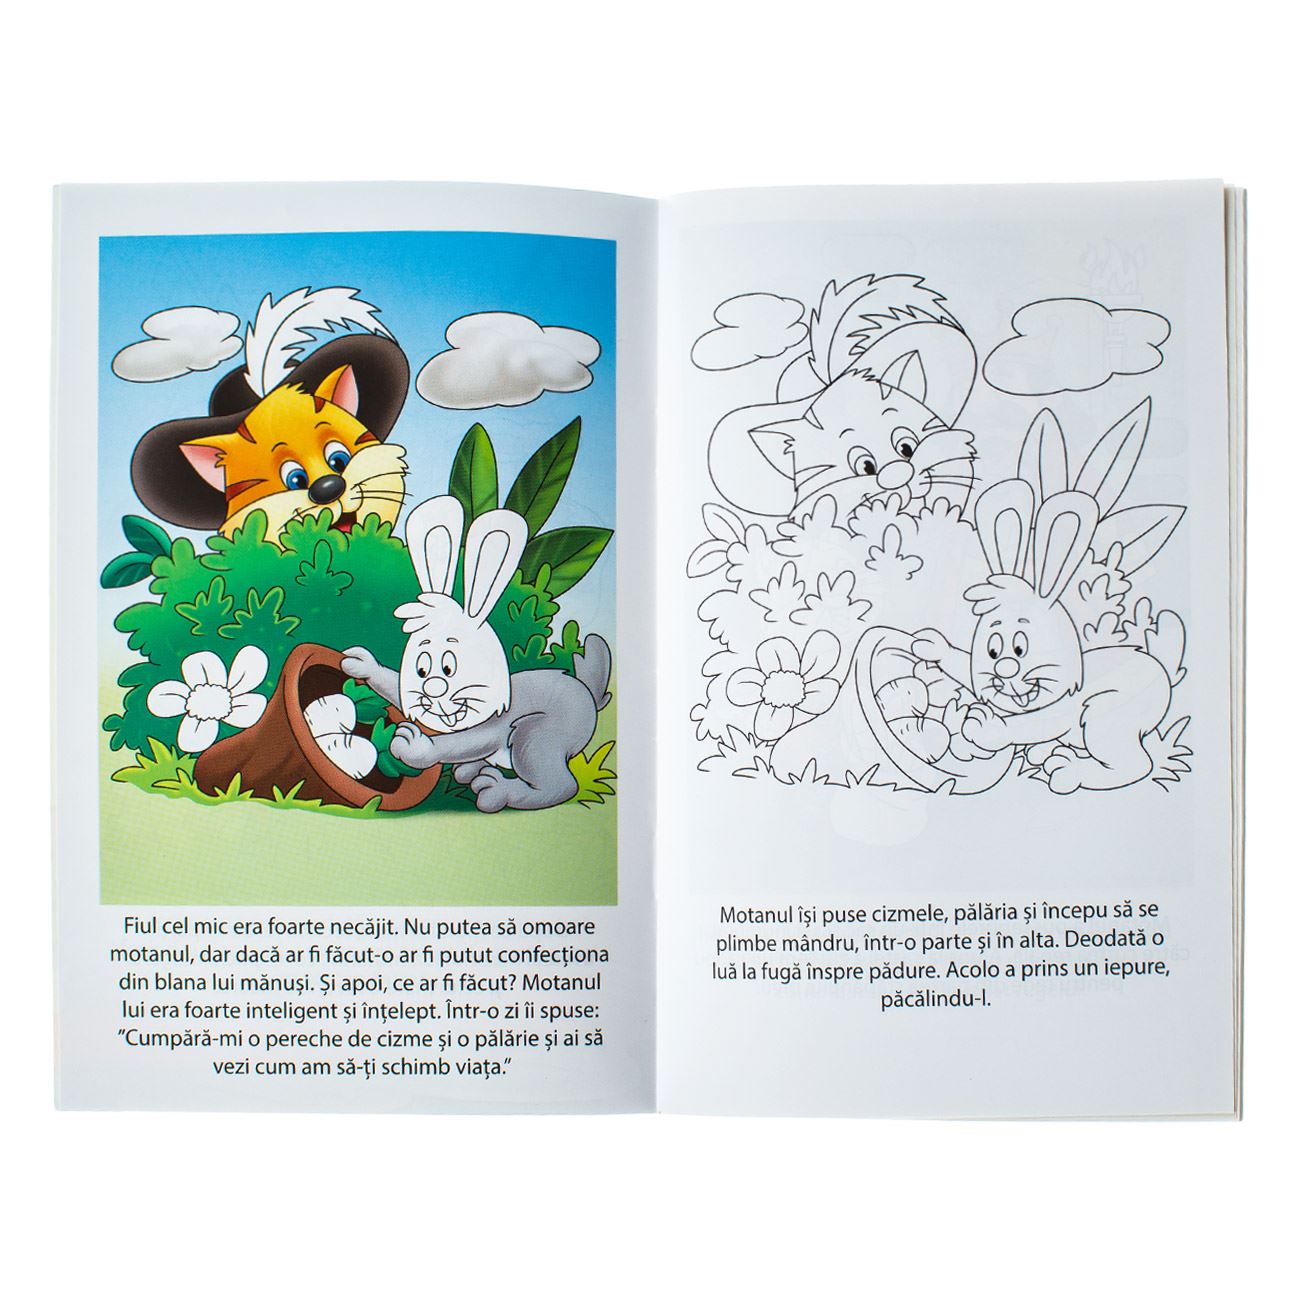 Fiul cel mic era foarte necăjit. Nu putea să omoare
motanul, dar dacă ar fi făcut-o ar fi putut confecționa
din blana lui mănuși. Și apoi, ce ar fi făcut? Motanul
lui era foarte inteligent și înțelept. Într-o zi îi spuse:
”Cumpără-mi o pereche de cizme și o pălărie și ai să
vezi cum am să-ți schimb viața.”
Motanul își puse cizmele, pălăria și începu să se
plimbe mândru, într-o parte și în alta. Deodată o
luă la fugă înspre pădure. Acolo a prins un iepure,
păcălindu-l.